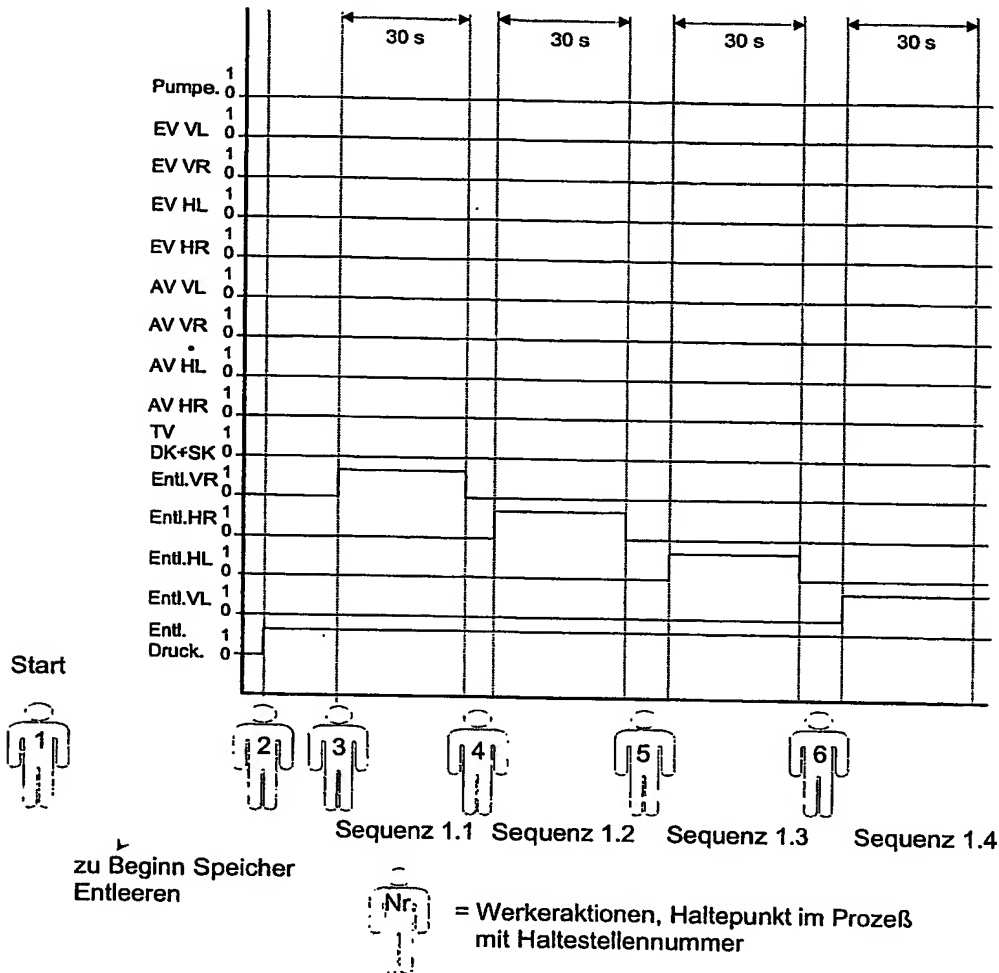 30 s 30 s 30 s 30 s
Pumpe. 1 0
EV VL 1 0
EV VR 1 0
EV HL 1 0
EV HR 1 0
AV VL 1 0
AV VR 1 0
AV HL 1 0
AV HR 1 0
TV
DK+SK 1 0
Entl.VR 1 0
Entl.HR 1 0
Entl.HL 1 0
Entl.VL 1 0
Entl.
Druck. 1 0
Start
1 2 3 4 5 6
Sequenz 1.1 Sequenz 1.2 Sequenz 1.3 Sequenz 1.4
zu Beginn Speicher
Entleeren
Nr.
= Werkeraktionen, Haltepunkt im Prozeß
mit Haltestellennummer